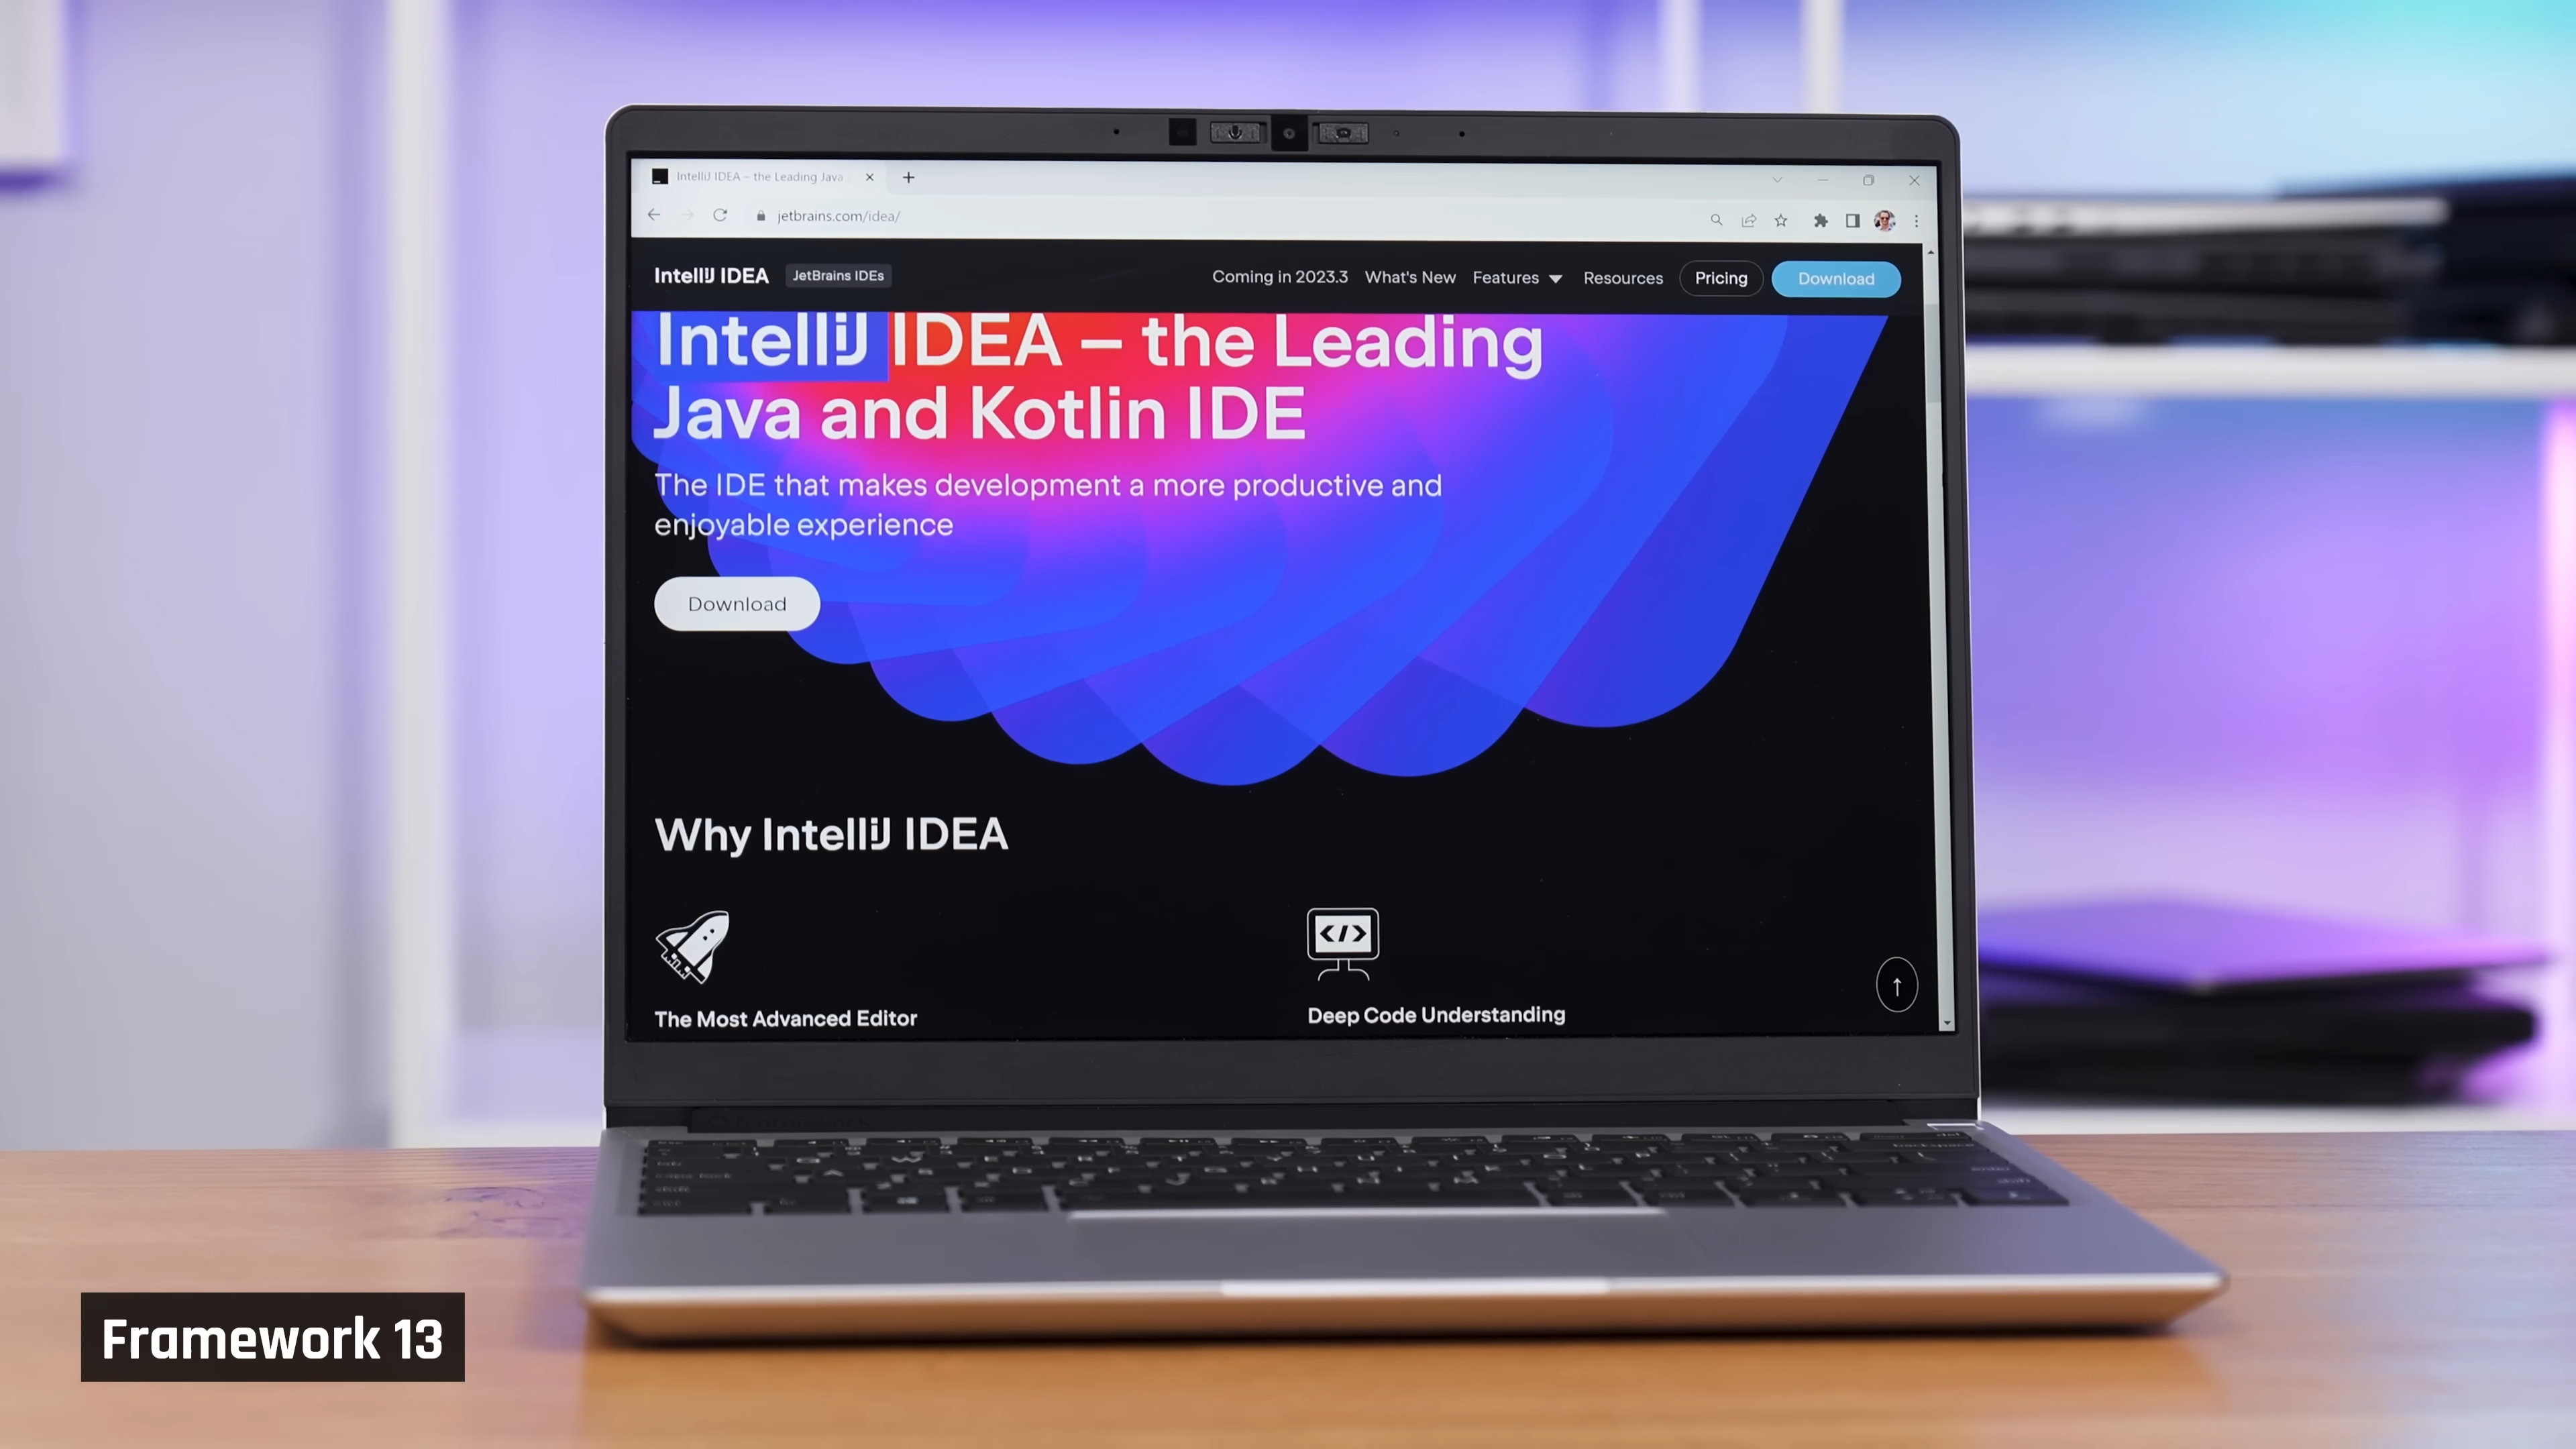 IntelliJ IDEA – the Leading Java
jetbrains.com/idea/
IntelliJ IDEA JetBrains IDEs Coming in 2023.3 What's New Features Resources Pricing Download
IntelliJ IDEA – the Leading
Java and Kotlin IDE
The IDE that makes development a more productive and
enjoyable experience
Download
Why IntelliJ IDEA
</>
The Most Advanced Editor
Deep Code Understanding
backspace
Framework 13